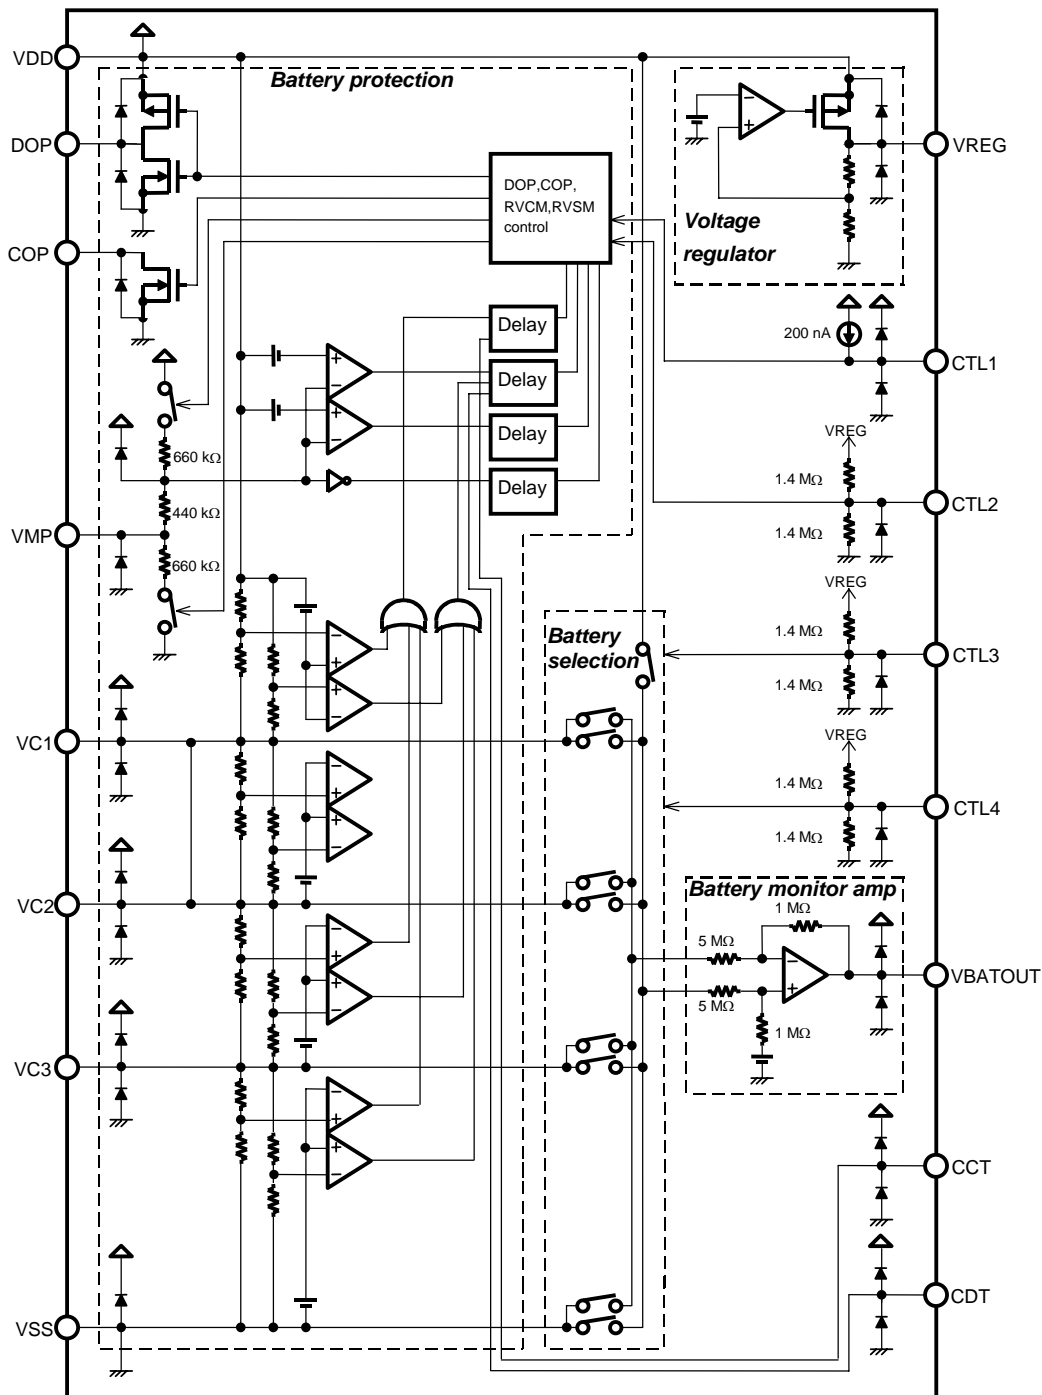 VDD
Battery protection
DOP
VREG
DOP,COP,
RVCM,RVSM
control
Voltage
regulator
COP
Delay
200 nA
CTL1
Delay
Delay
VREG
660 kΩ
1.4 MΩ
Delay
CTL2
440 kΩ
VMP
1.4 MΩ
660 kΩ
VREG
Battery
selection
1.4 MΩ
CTL3
1.4 MΩ
VC1
VREG
1.4 MΩ
CTL4
1.4 MΩ
Battery monitor amp
VC2
1 MΩ
5 MΩ
VBATOUT
5 MΩ
1 MΩ
VC3
CCT
CDT
VSS